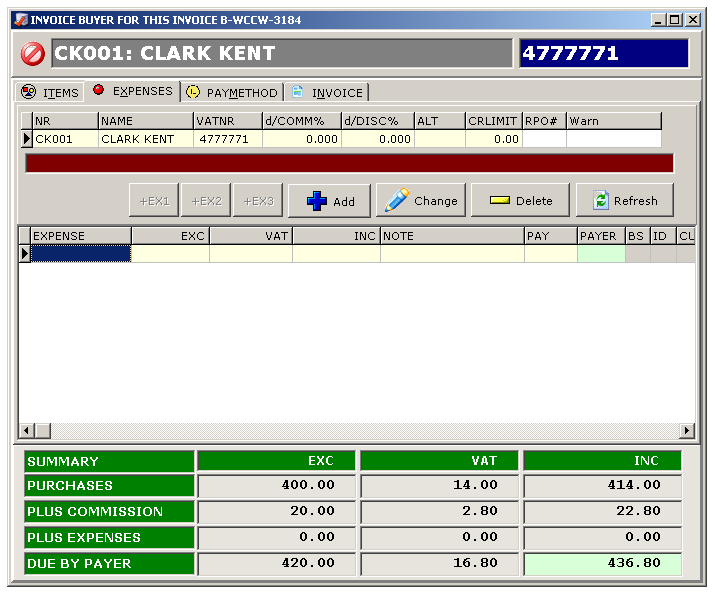 INVOICE BUYER FOR THIS INVOICE B-WCCW-3184
CK001: CLARK KENT 4777771
ITEMS EXPENSES PAYMETHOD INVOICE
NR NAME VATNR d/COMM% d/DISC% ALT CRLIMIT RPO# Warn
CK001 CLARK KENT 4777771 0.000 0.000 0.00
+EX1 +EX2 +EX3 Add Change Delete Refresh
EXPENSE EXC VAT INC NOTE PAY PAYER BS ID CU
SUMMARY EXC VAT INC
PURCHASES 400.00 14.00 414.00
PLUS COMMISSION 20.00 2.80 22.80
PLUS EXPENSES 0.00 0.00 0.00
DUE BY PAYER 420.00 16.80 436.80